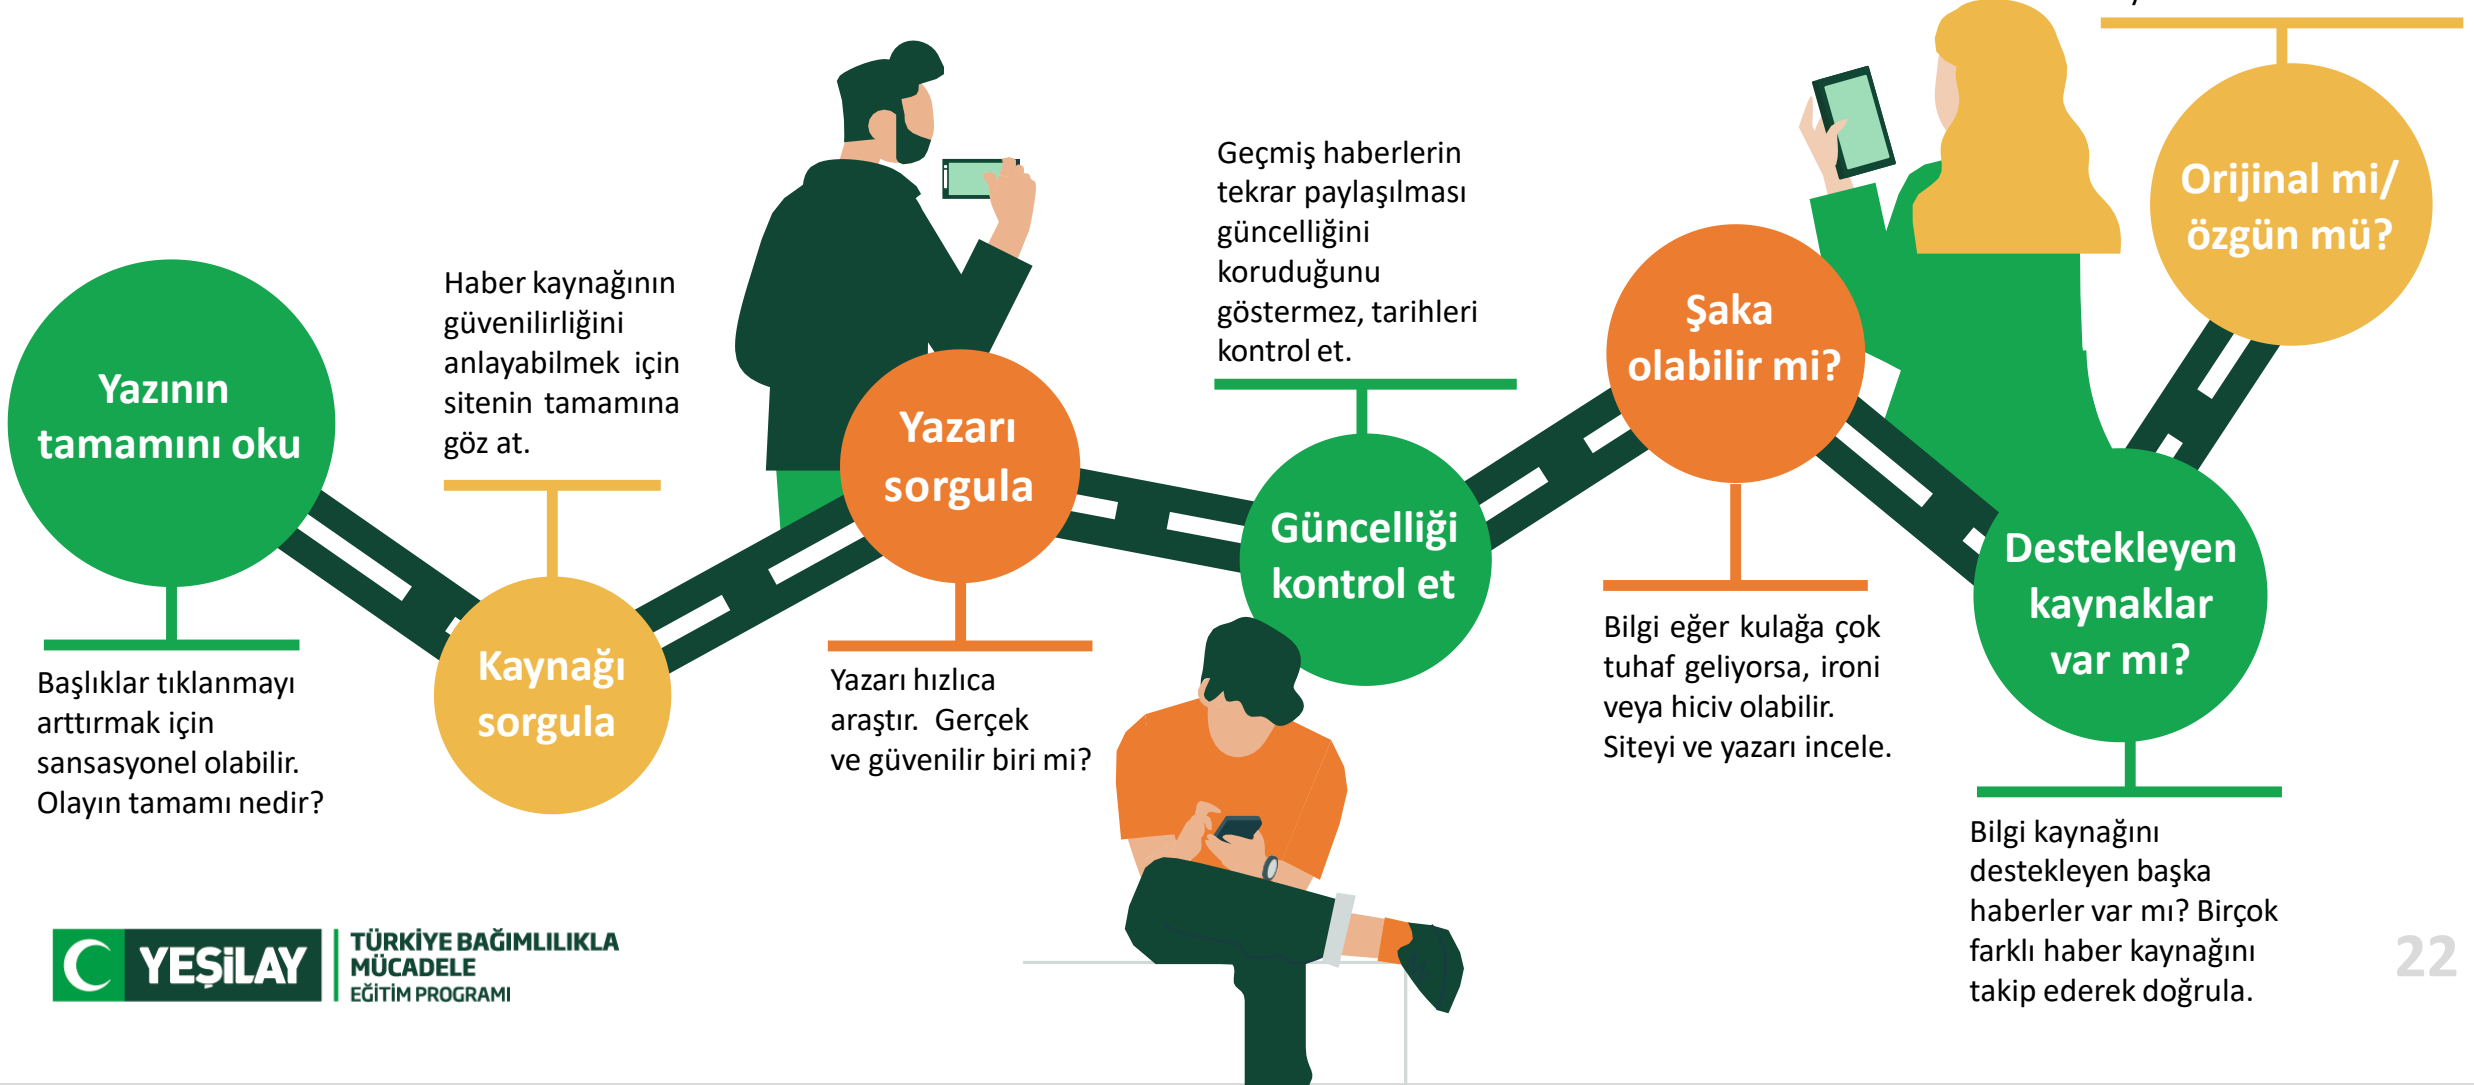 Yazının
tamamını oku
Başlıklar tıklanmayı
arttırmak için
sansasyonel olabilir.
Olayın tamamı nedir?
Haber kaynağının
güvenilirliğini
anlayabilmek için
sitenin tamamına
göz at.
Kaynağı
sorgula
Yazarı
sorgula
Yazarı hızlıca
araştır. Gerçek
ve güvenilir biri mi?
Geçmiş haberlerin
tekrar paylaşılması
güncelliğini
koruduğunu
göstermez, tarihleri
kontrol et.
Güncelliği
kontrol et
Şaka
olabilir mi?
Bilgi eğer kulağa çok
tuhaf geliyorsa, ironi
veya hiciv olabilir.
Siteyi ve yazarı incele.
Destekleyen
kaynaklar
var mı?
Bilgi kaynağını
destekleyen başka
haberler var mı? Birçok
farklı haber kaynağını
takip ederek doğrula.
Orijinal mi/
özgün mü?
YEŞİLAY
TÜRKİYE BAĞIMLILIKLA
MÜCADELE
EĞİTİM PROGRAMI
22